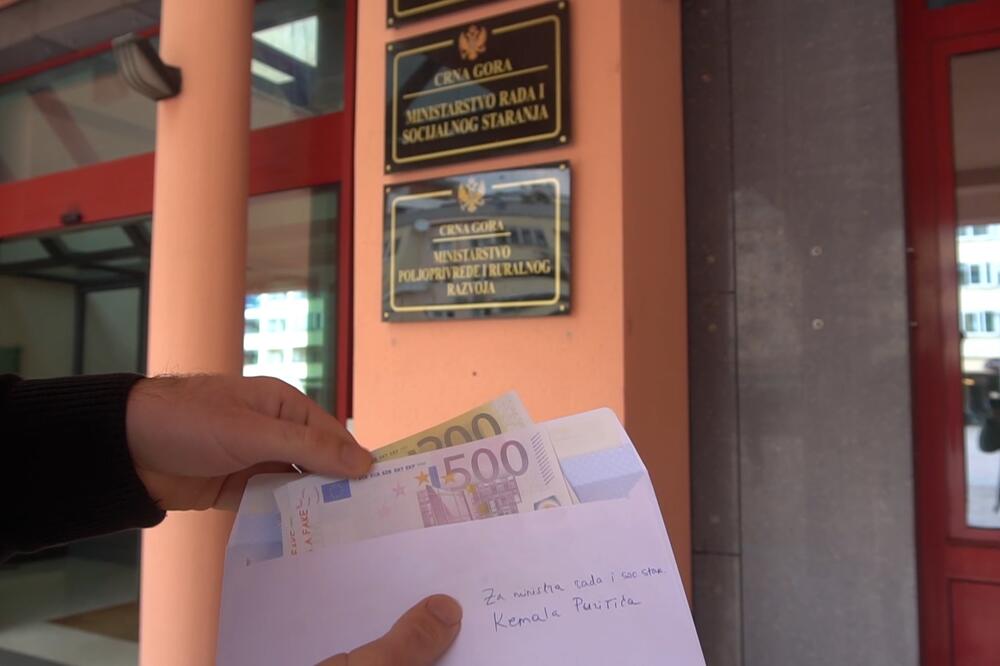 CRNA GORA
MINISTARSTVO RADA I
SOCIJALNOG STARANJA
CRNA GORA
MINISTARSTVO
POLJOPRIVREDE I RURALNOG
RAZVOJA
200
500
Za ministra rada i soc star.
Kemala Purišića